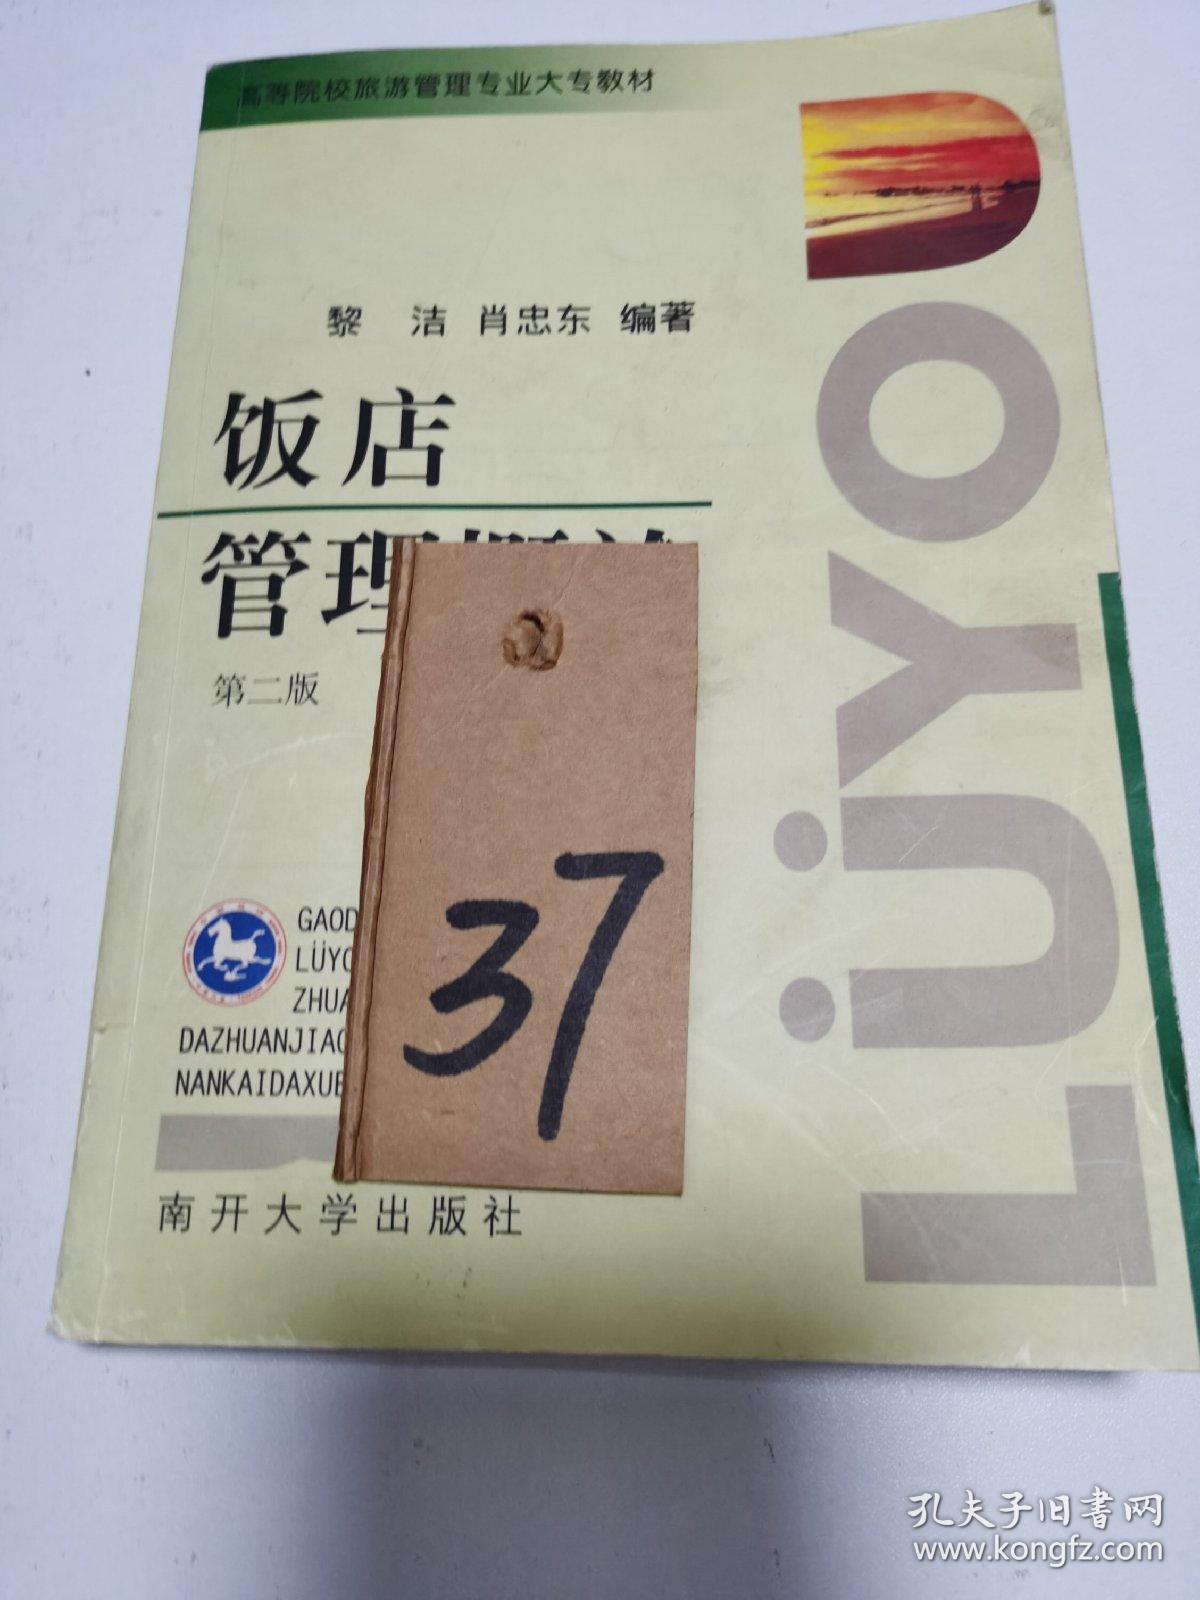 高等院校旅游管理专业大专教材
黎 洁 肖忠东 编著
饭店
管理概
第二版
37
GAOD
LÜYO
ZHUA
DAZHUANJIAO
NANKAIDAXUE
南开大学出版社
LÜYOU
孔夫子旧书网
www.kongfz.com